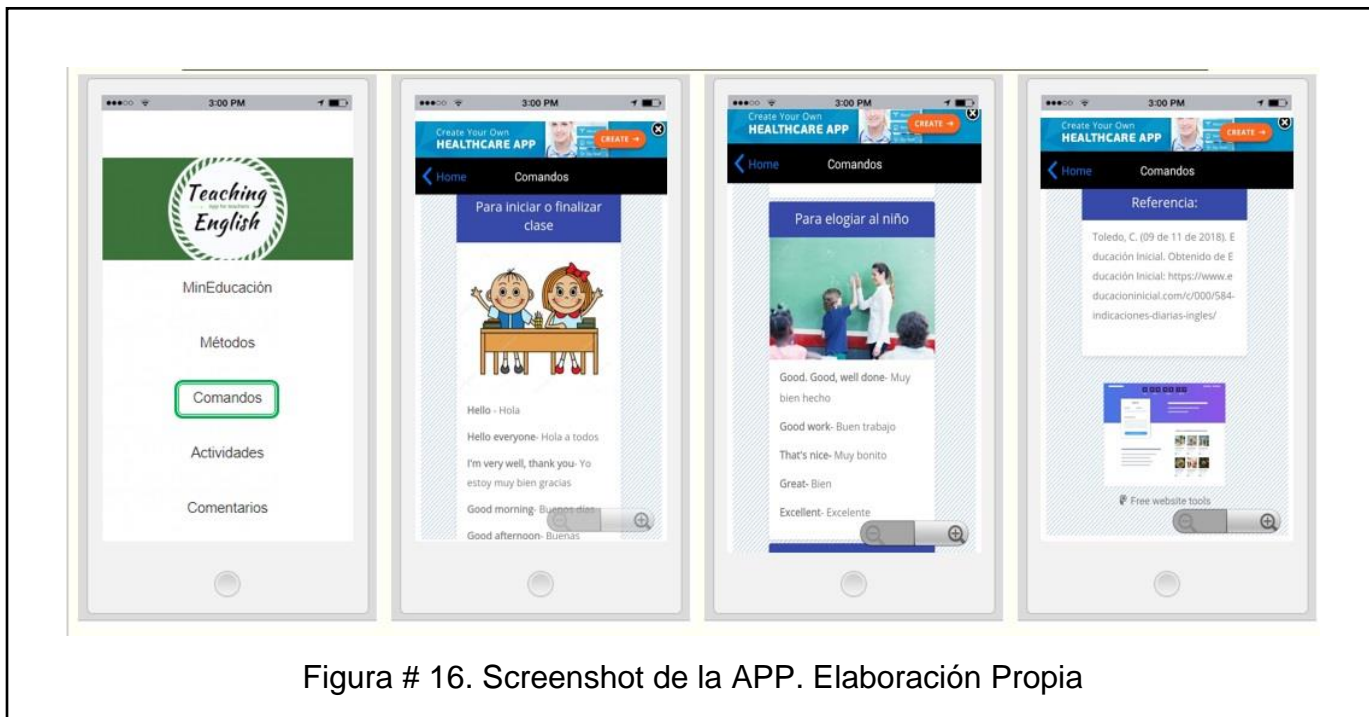 3:00 PM
Teaching
App for teachers
English
MinEducación
Métodos
Comandos
Actividades
Comentarios
3:00 PM
Create Your Own
HEALTHCARE APP
CREATE →
Home
Comandos
Para iniciar o finalizar
clase
Hello - Hola
Hello everyone- Hola a todos
I'm very well, thank you- Yo
estoy muy bien gracias
Good morning- Buenos días
Good afternoon- Buenas
3:00 PM
Create Your Own
HEALTHCARE APP
CREATE →
Home
Comandos
Para elogiar al niño
Good. Good, well done- Muy
bien hecho
Good work- Buen trabajo
That's nice- Muy bonito
Great- Bien
Excellent- Excelente
3:00 PM
Create Your Own
HEALTHCARE APP
CREATE →
Home
Comandos
Referencia:
Toledo, C. (09 de 11 de 2018). E
ducación Inicial. Obtenido de E
ducación Inicial: https://www.e
ducacioninicial.com/c/000/584-
indicaciones-diarias-ingles/
Free website tools
Figura # 16. Screenshot de la APP. Elaboración Propia